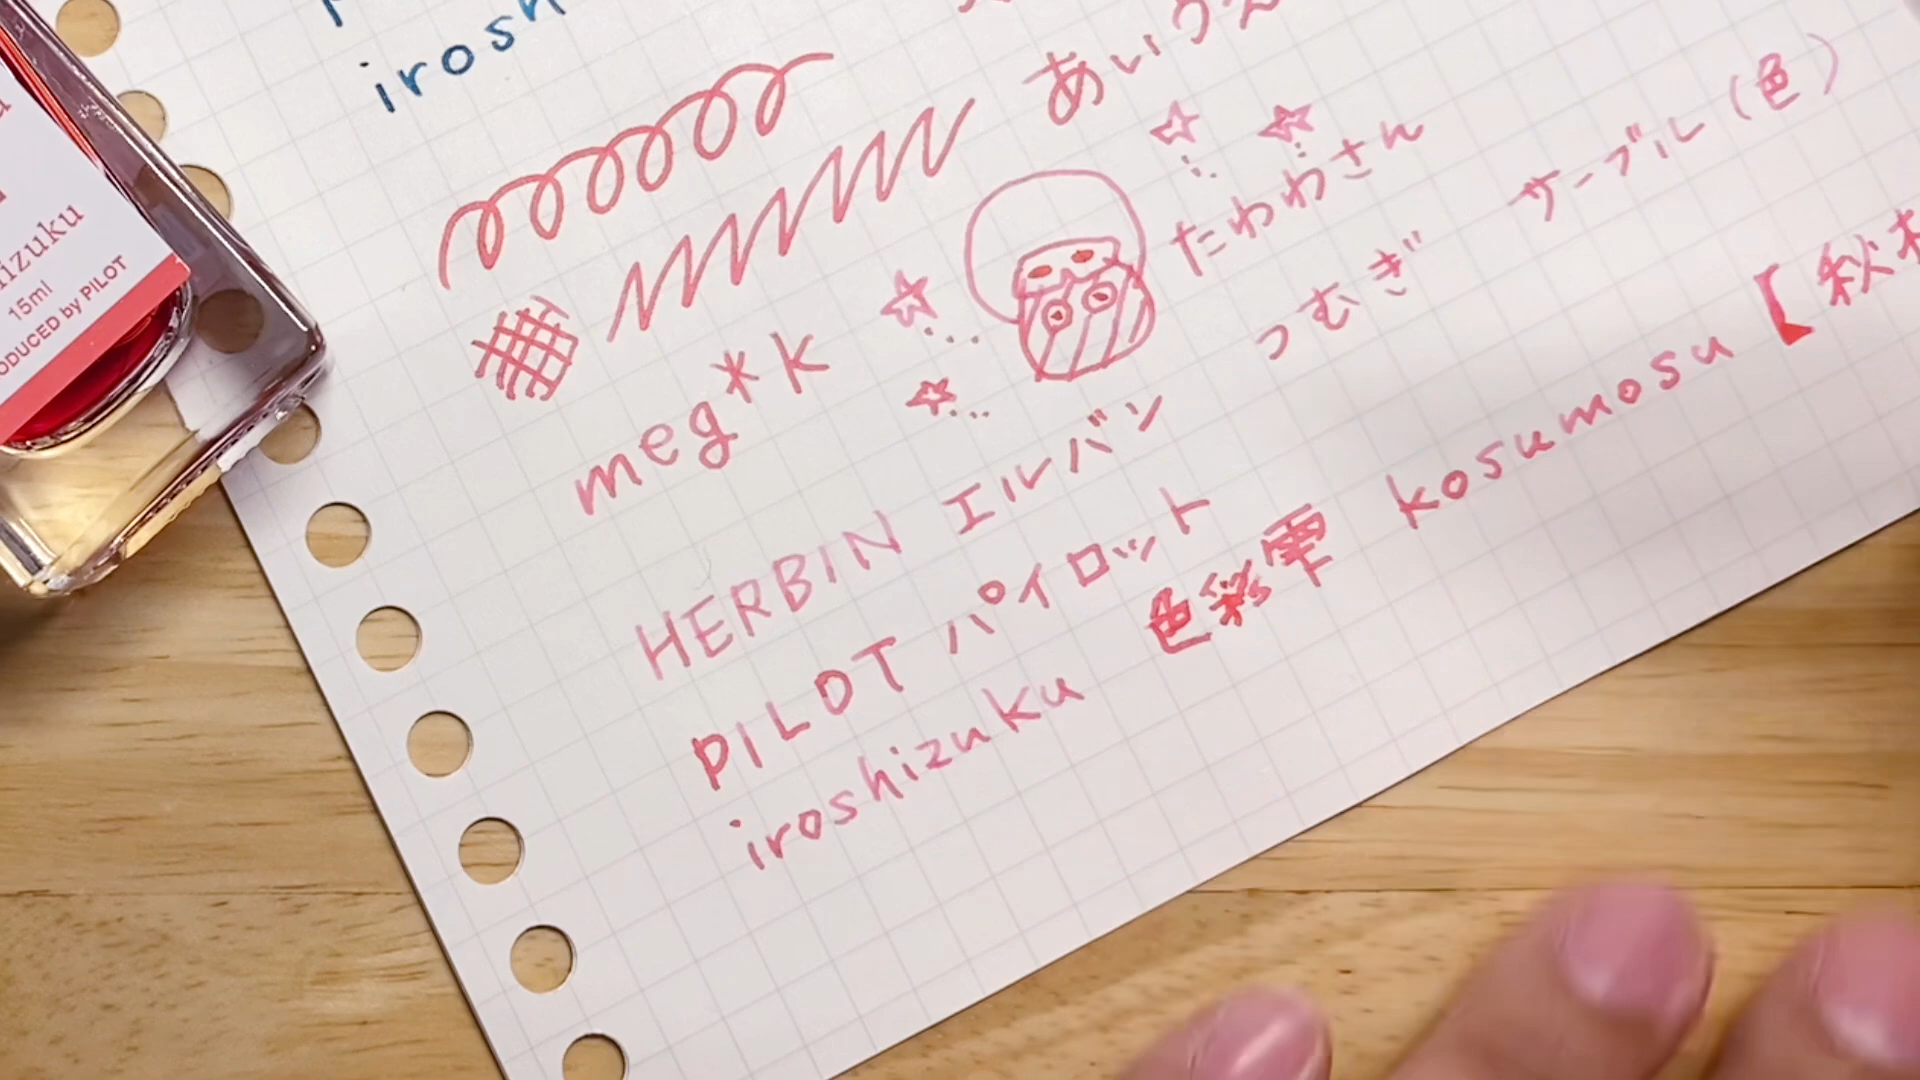 irosh
あいうえ
たわわさん
サーブル(色)
つむぎ
meg*k
HERBIN エルバン
PILOT パイロット
iroshizuku 色彩雫 kosumosu【秋
izuku
15ml
ODUCED by PILOT